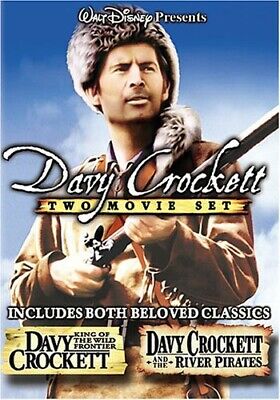 WALT DISNEY Presents
Davy Crockett
TWO MOVIE SET
INCLUDES BOTH BELOVED CLASSICS
DAVY CROCKETT KING OF THE WILD FRONTIER
DAVY CROCKETT
AND THE RIVER PIRATES